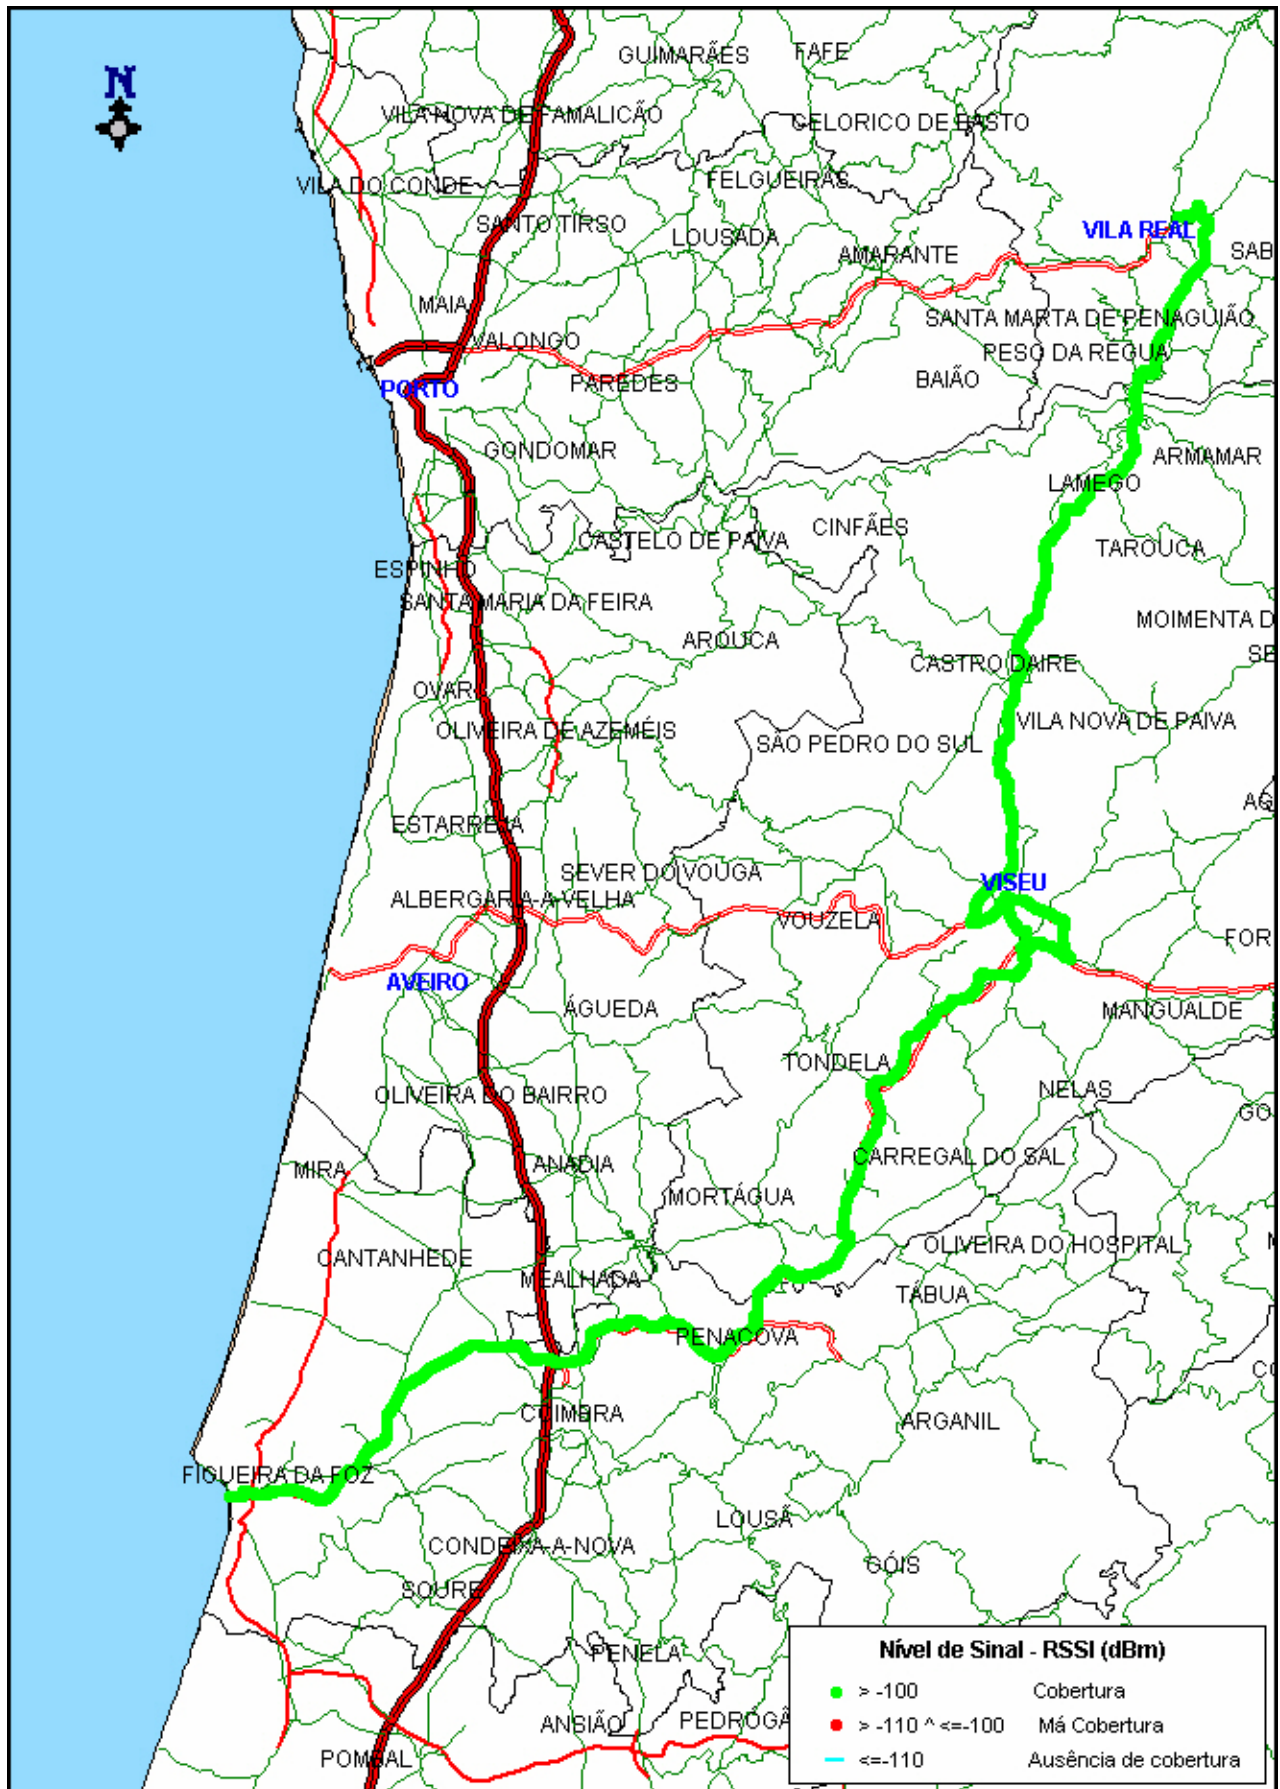 GUIMARÃES
FAFE
N
VILA NOVA DE FAMALICÃO
CELORICO DE BASTO
VILA DO CONDE
FELGUEIRAS
SANTO TIRSO
LOUSADA
VILA REAL
AMARANTE
SAB
MAIA
SANTA MARTA DE PENAGUIÃO
VALONGO
PESO DA RÉGUA
PORTO
PAREDES
BAIÃO
GONDOMAR
ARMAMAR
LAMEGO
CINFÃES
CASTELO DE PAIVA
TAROUCA
ESPINHO
SANTA MARIA DA FEIRA
MOIMENTA D
AROUCA
SE
CASTRO DAIRE
OVAR
VILA NOVA DE PAIVA
OLIVEIRA DE AZEMÉIS
SÃO PEDRO DO SUL
AG
ESTARREJA
SEVER DO VOUGA
VISEU
ALBERGARIA-A-VELHA
VOUZELA
FOR
AVEIRO
ÁGUEDA
MANGUALDE
TONDELA
NELAS
OLIVEIRA DO BAIRRO
GO
ANADIA
CARREGAL DO SAL
MIRA
MORTÁGUA
OLIVEIRA DO HOSPITAL
CANTANHEDE
MEALHADA
TÁBUA
PENACOVA
COIMBRA
ARGANIL
FIGUEIRA DA FOZ
LOUSÃ
CONDEIXA-A-NOVA
GÓIS
SOURE
PENELA
ANSIÃO
PEDRÓGÃ
POMBAL
Nível de Sinal - RSSI (dBm)
> -100 Cobertura
> -110 ^ <=-100 Má Cobertura
<=-110 Ausência de cobertura